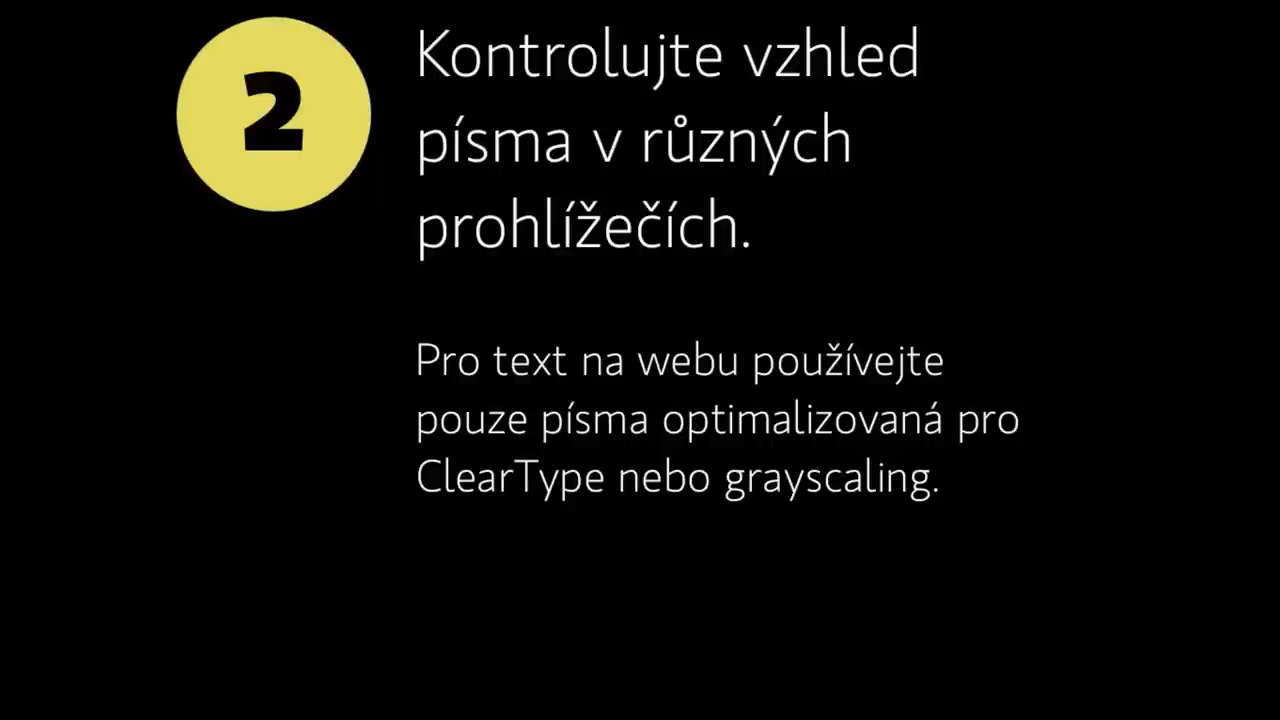 2
Kontrolujte vzhled
písma v různých
prohlížečích.
Pro text na webu používejte
pouze písma optimalizovaná pro
ClearType nebo grayscaling.